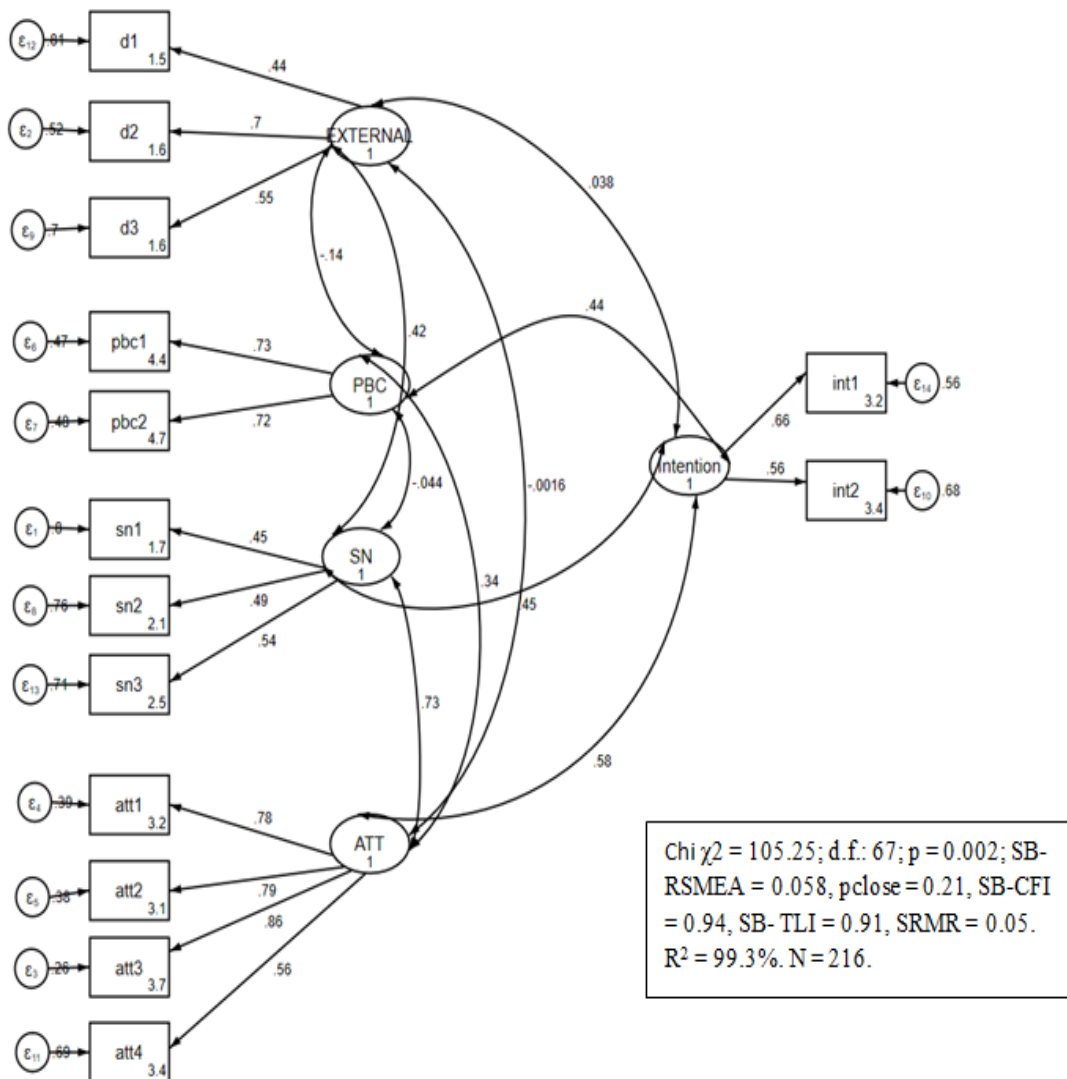 ε12 .81 d1 1.5
.44
ε2 .52 d2 1.6
.7
EXTERNAL 1
ε9 .7 d3 1.6
.55
.038
-.14
.42
.44
ε6 .47 pbc1 4.4
.73
PBC 1
ε7 .48 pbc2 4.7
.72
int1 3.2 ε14 .56
.66
Intention 1
.56
int2 3.4 ε10 .68
-.044
-.0016
ε1 .8 sn1 1.7
.45
SN 1
ε8 .76 sn2 2.1
.49
.34
.45
ε13 .71 sn3 2.5
.54
.73
.58
ε4 .39 att1 3.2
.78
ATT 1
ε5 .38 att2 3.1
.79
ε3 .26 att3 3.7
.86
.56
ε11 .69 att4 3.4
Chi χ2 = 105.25; d.f.: 67; p = 0.002; SB-
RSMEA = 0.058, pclose = 0.21, SB-CFI
= 0.94, SB- TLI = 0.91, SRMR = 0.05.
R² = 99.3%. N = 216.